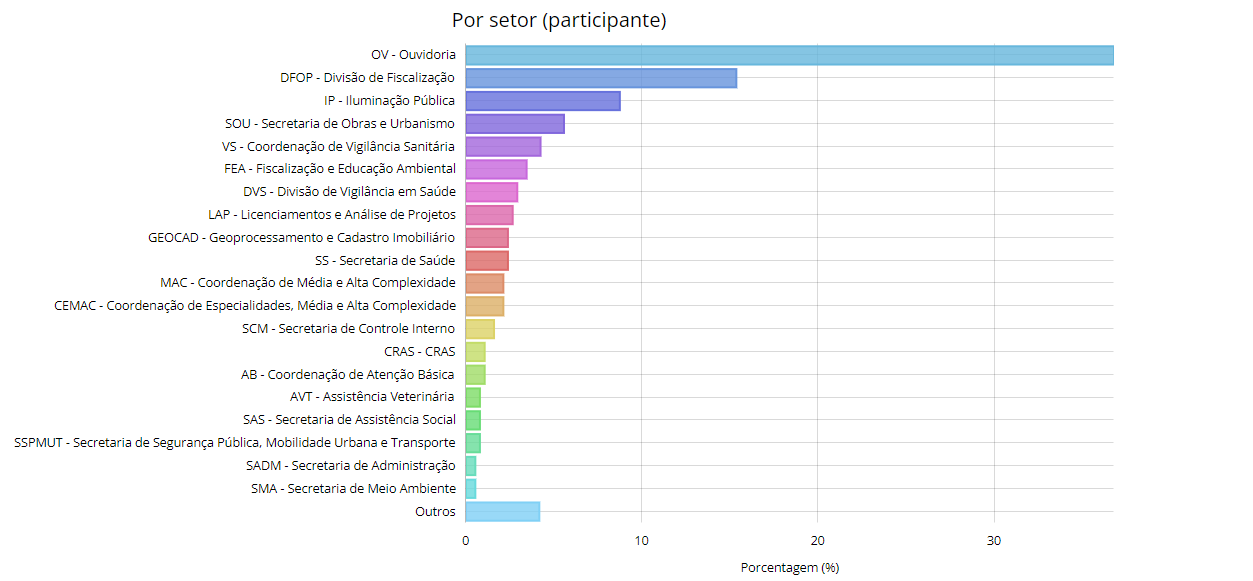 Por setor (participante)
OV - Ouvidoria
DFOP - Divisão de Fiscalização
IP - Iluminação Pública
SOU - Secretaria de Obras e Urbanismo
VS - Coordenação de Vigilância Sanitária
FEA - Fiscalização e Educação Ambiental
DVS - Divisão de Vigilância em Saúde
LAP - Licenciamentos e Análise de Projetos
GEOCAD - Geoprocessamento e Cadastro Imobiliário
SS - Secretaria de Saúde
MAC - Coordenação de Média e Alta Complexidade
CEMAC - Coordenação de Especialidades, Média e Alta Complexidade
SCM - Secretaria de Controle Interno
CRAS - CRAS
AB - Coordenação de Atenção Básica
AVT - Assistência Veterinária
SAS - Secretaria de Assistência Social
SSPMUT - Secretaria de Segurança Pública, Mobilidade Urbana e Transporte
SADM - Secretaria de Administração
SMA - Secretaria de Meio Ambiente
Outros
0 10 20 30
Porcentagem (%)